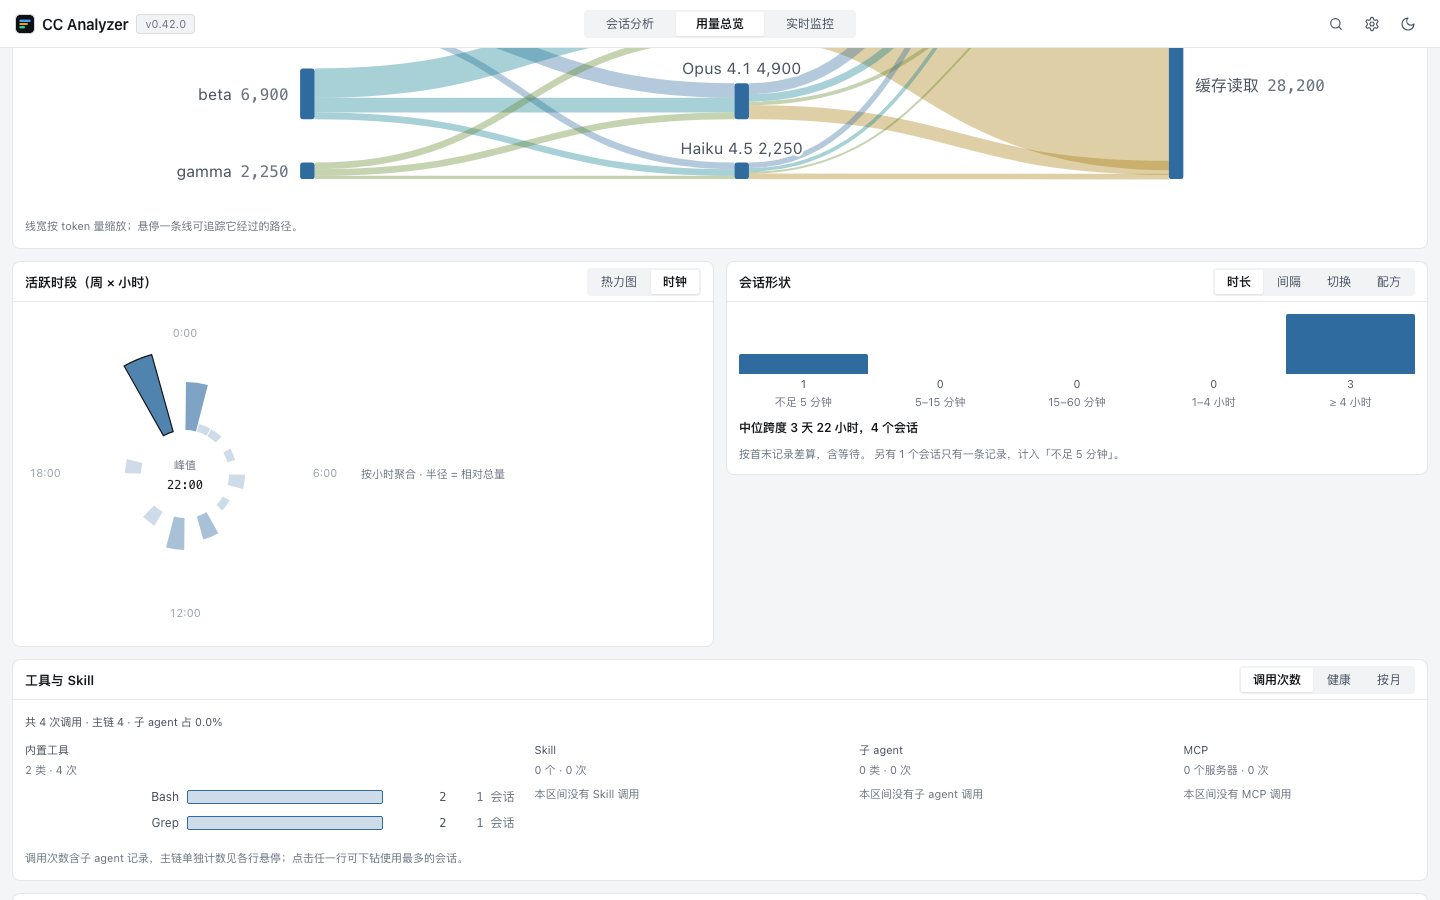 CC Analyzer v0.42.0 会话分析 用量总览 实时监控
Opus 4.1 4,900
beta 6,900
缓存读取 28,200
Haiku 4.5 2,250
gamma 2,250
线宽按 token 量缩放；悬停一条线可追踪它经过的路径。
活跃时段（周 × 小时） 热力图 时钟
0:00
18:00
峰值
22:00
6:00
按小时聚合 · 半径 = 相对总量
12:00
会话形状 时长 间隔 切换 配方
1 0 0 0 3
不足 5 分钟 5–15 分钟 15–60 分钟 1–4 小时 ≥ 4 小时
中位跨度 3 天 22 小时，4 个会话
按首末记录差算，含等待。 另有 1 个会话只有一条记录，计入「不足 5 分钟」。
工具与 Skill 调用次数 健康 按月
共 4 次调用 · 主链 4 · 子 agent 占 0.0%
内置工具 Skill 子 agent MCP
2 类 · 4 次 0 个 · 0 次 0 类 · 0 次 0 个服务器 · 0 次
本区间没有 Skill 调用 本区间没有子 agent 调用 本区间没有 MCP 调用
Bash 2 1 会话
Grep 2 1 会话
调用次数含子 agent 记录，主链单独计数见各行悬停；点击任一行可下钻使用最多的会话。